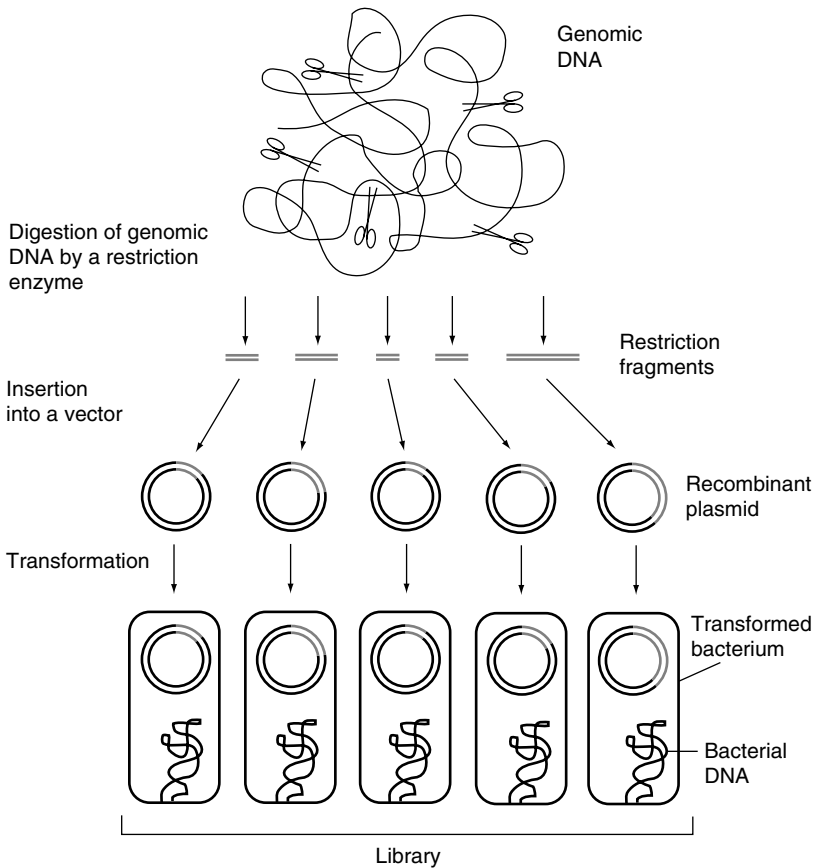 Genomic
DNA
Digestion of genomic
DNA by a restriction
enzyme
Restriction
fragments
Insertion
into a vector
Recombinant
plasmid
Transformation
Transformed
bacterium
Bacterial
DNA
Library